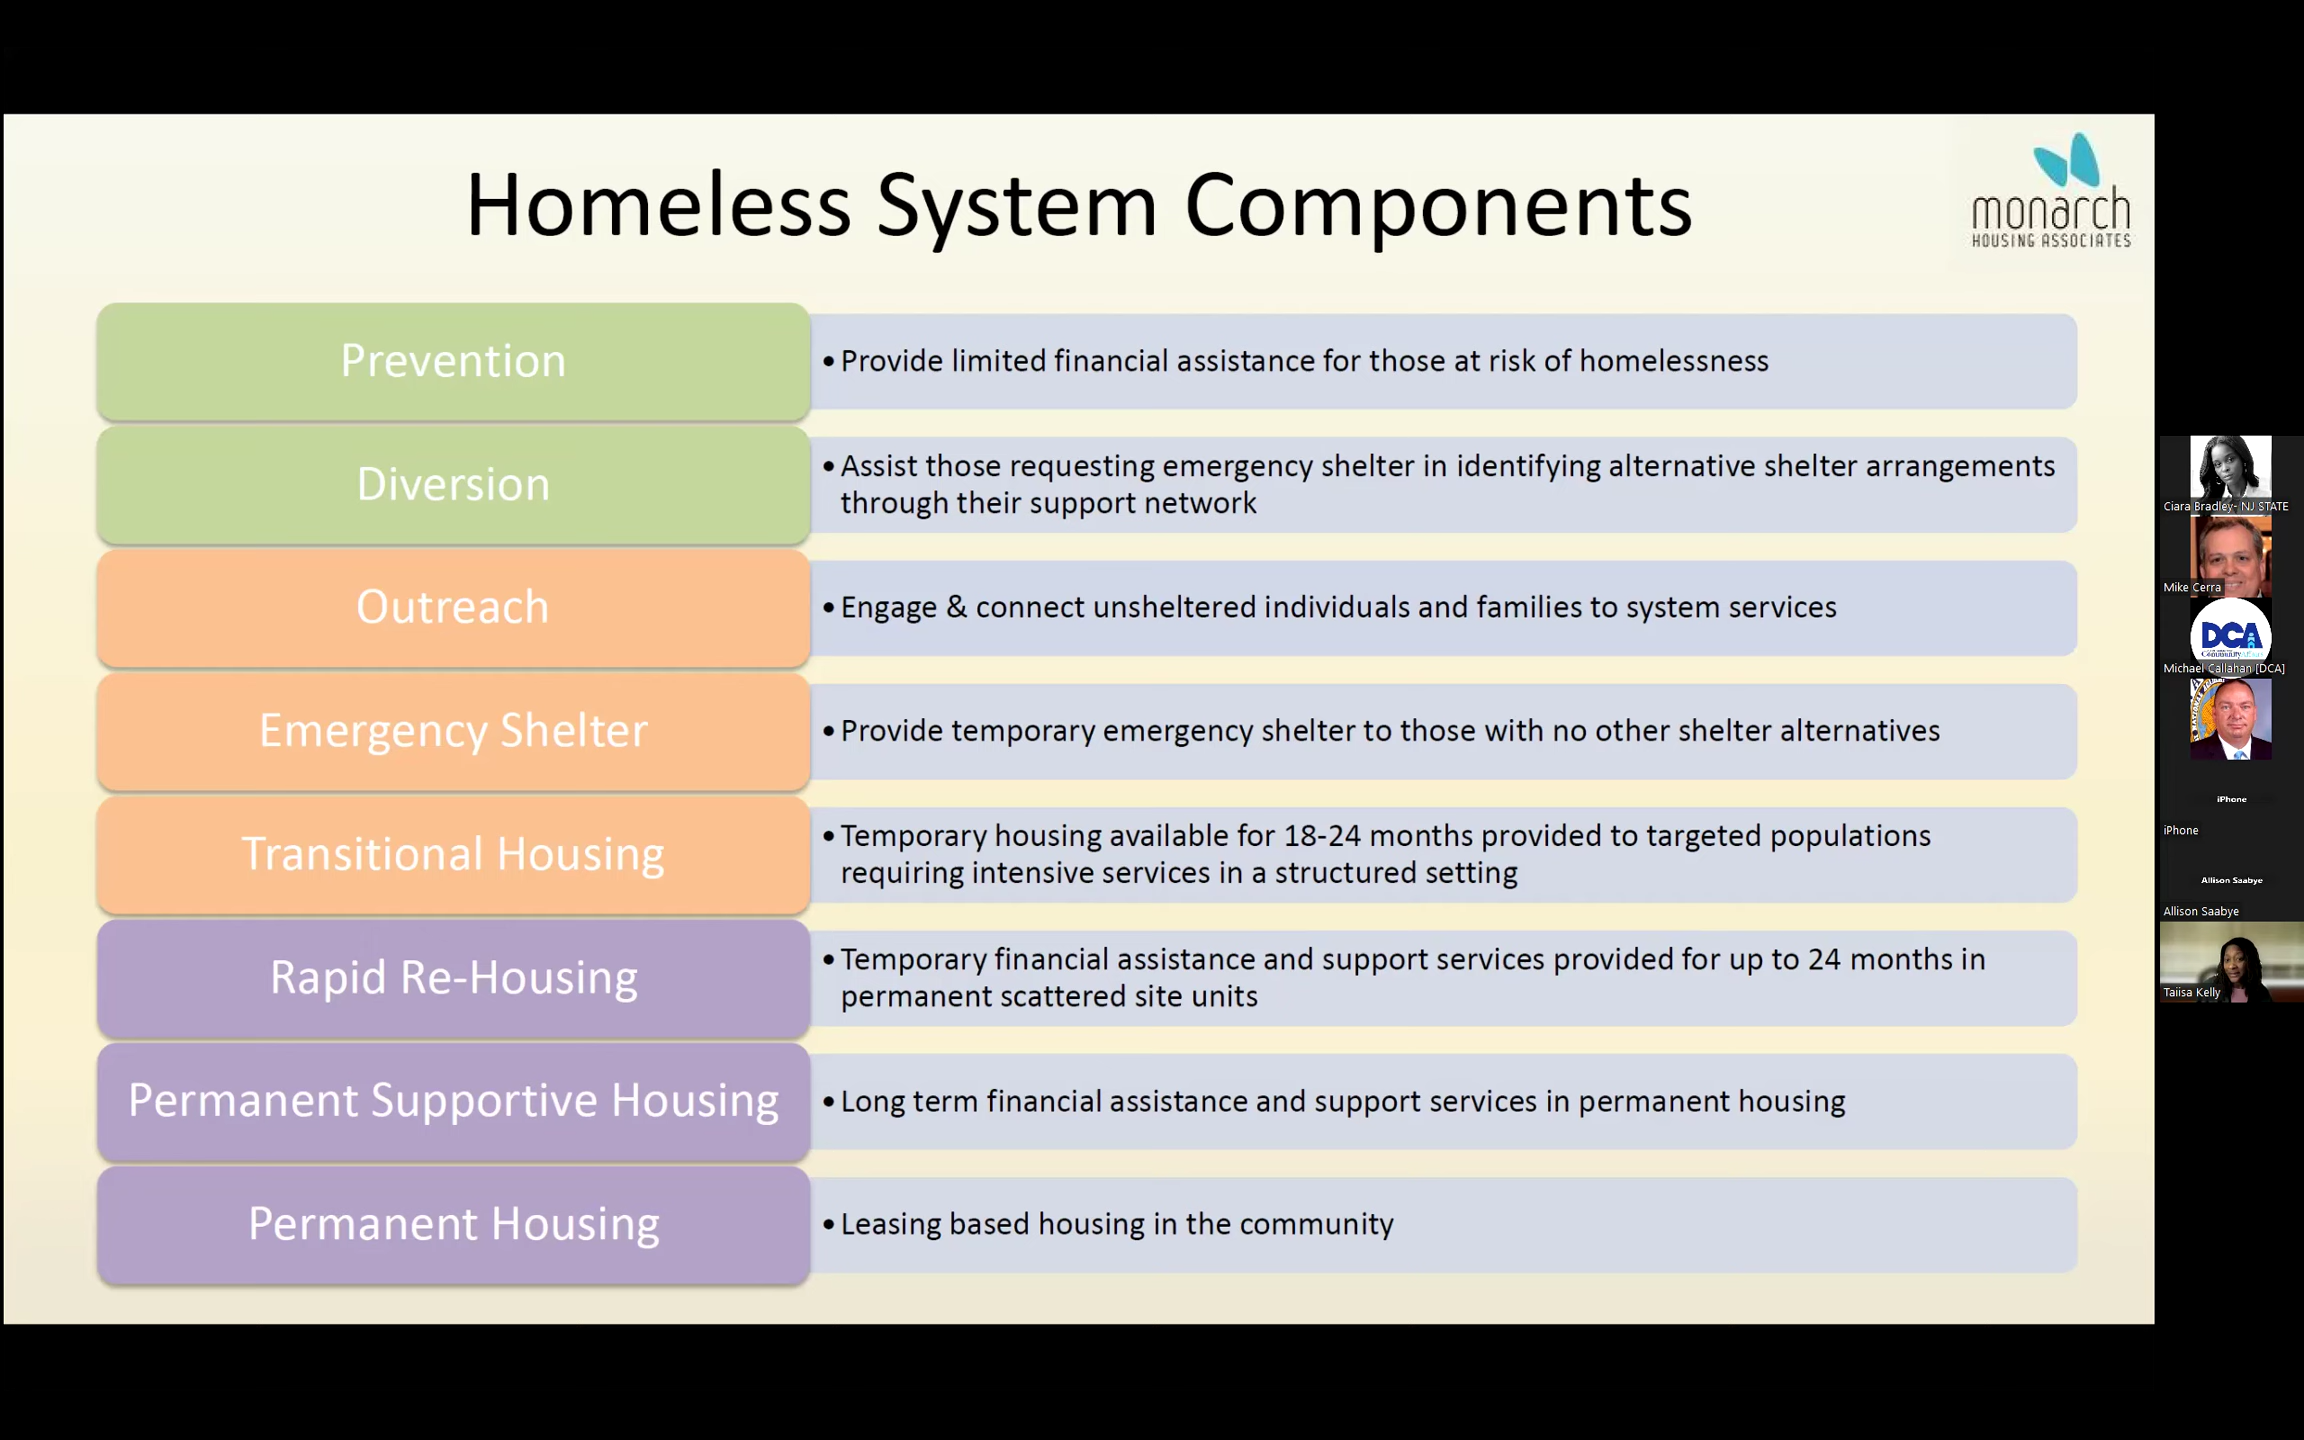 Homeless System Components
monarch
HOUSING ASSOCIATES
Prevention
• Provide limited financial assistance for those at risk of homelessness
Diversion
• Assist those requesting emergency shelter in identifying alternative shelter arrangements
through their support network
Outreach
• Engage & connect unsheltered individuals and families to system services
Emergency Shelter
• Provide temporary emergency shelter to those with no other shelter alternatives
Transitional Housing
• Temporary housing available for 18-24 months provided to targeted populations
requiring intensive services in a structured setting
Rapid Re-Housing
• Temporary financial assistance and support services provided for up to 24 months in
permanent scattered site units
Permanent Supportive Housing
• Long term financial assistance and support services in permanent housing
Permanent Housing
• Leasing based housing in the community
Ciara Bradley- NJ STATE
Mike Cerra
DCA
Michael Callahan [DCA]
iPhone
iPhone
Allison Saabye
Allison Saabye
Taiisa Kelly